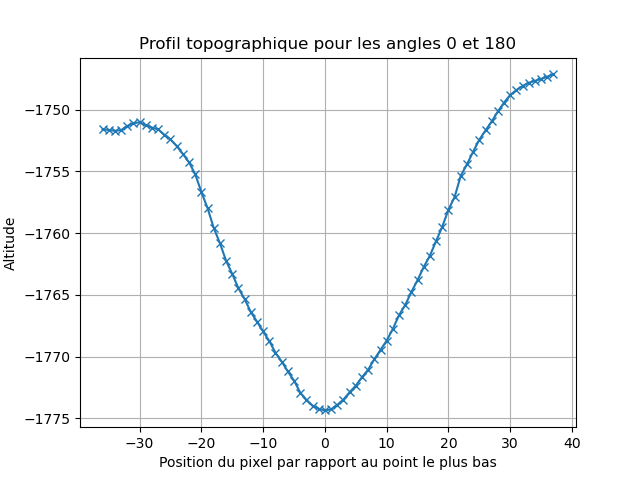 Profil topographique pour les angles 0 et 180
Altitude
−1750
−1755
−1760
−1765
−1770
−1775
−30 −20 −10 0 10 20 30 40
Position du pixel par rapport au point le plus bas